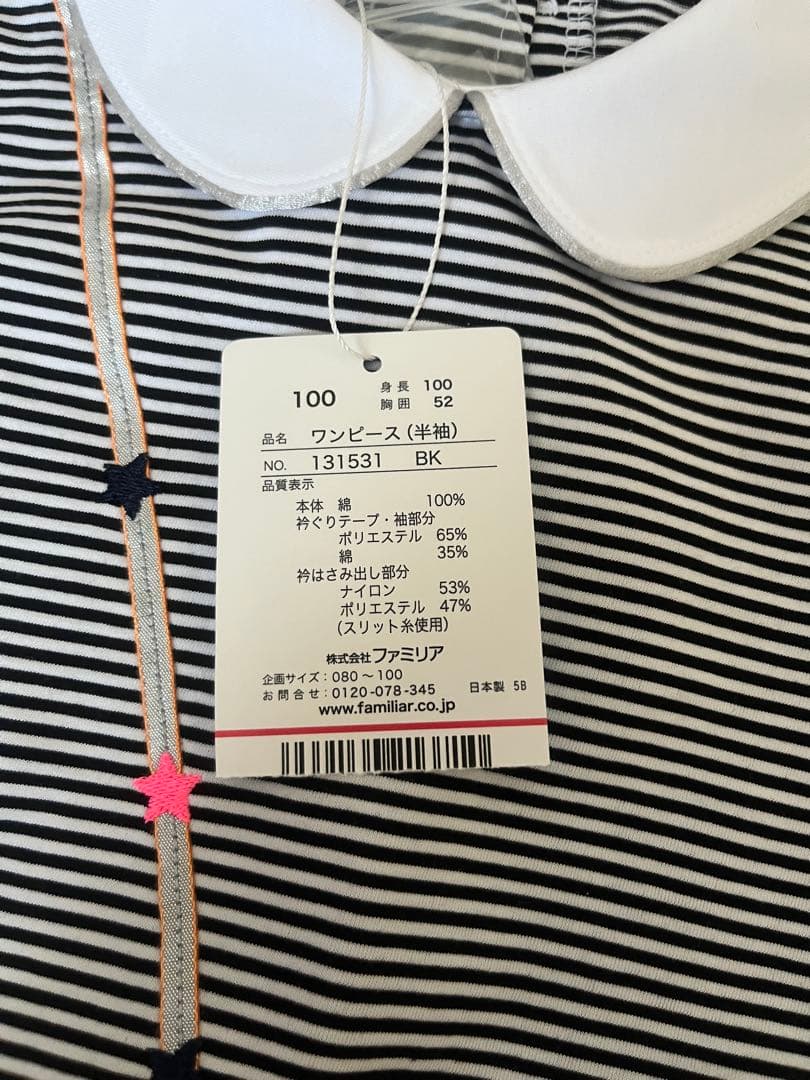 100
身長 100
胸囲 52
品名 ワンピース(半袖)
NO. 131531 BK
品質表示
本体 綿 100%
衿ぐりテープ・袖部分
ポリエステル 65%
綿 35%
衿はさみ出し部分
ナイロン 53%
ポリエステル 47%
(スリット糸使用)
株式会社ファミリア
企画サイズ:080~100
お問合せ:0120-078-345 日本製 5B
www.familiar.co.jp